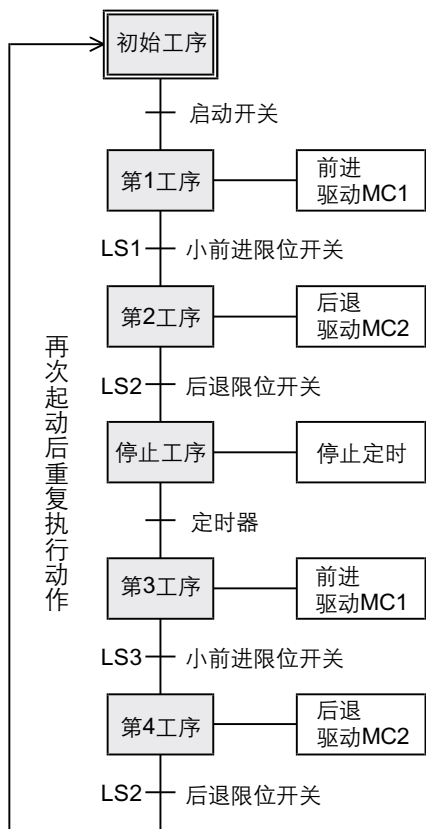 初始工序
启动开关
第1工序
前进
驱动MC1
LS1
小前进限位开关
第2工序
后退
驱动MC2
LS2
后退限位开关
再次起动后重复执行动作
停止工序
停止定时
定时器
第3工序
前进
驱动MC1
LS3
小前进限位开关
第4工序
后退
驱动MC2
LS2
后退限位开关